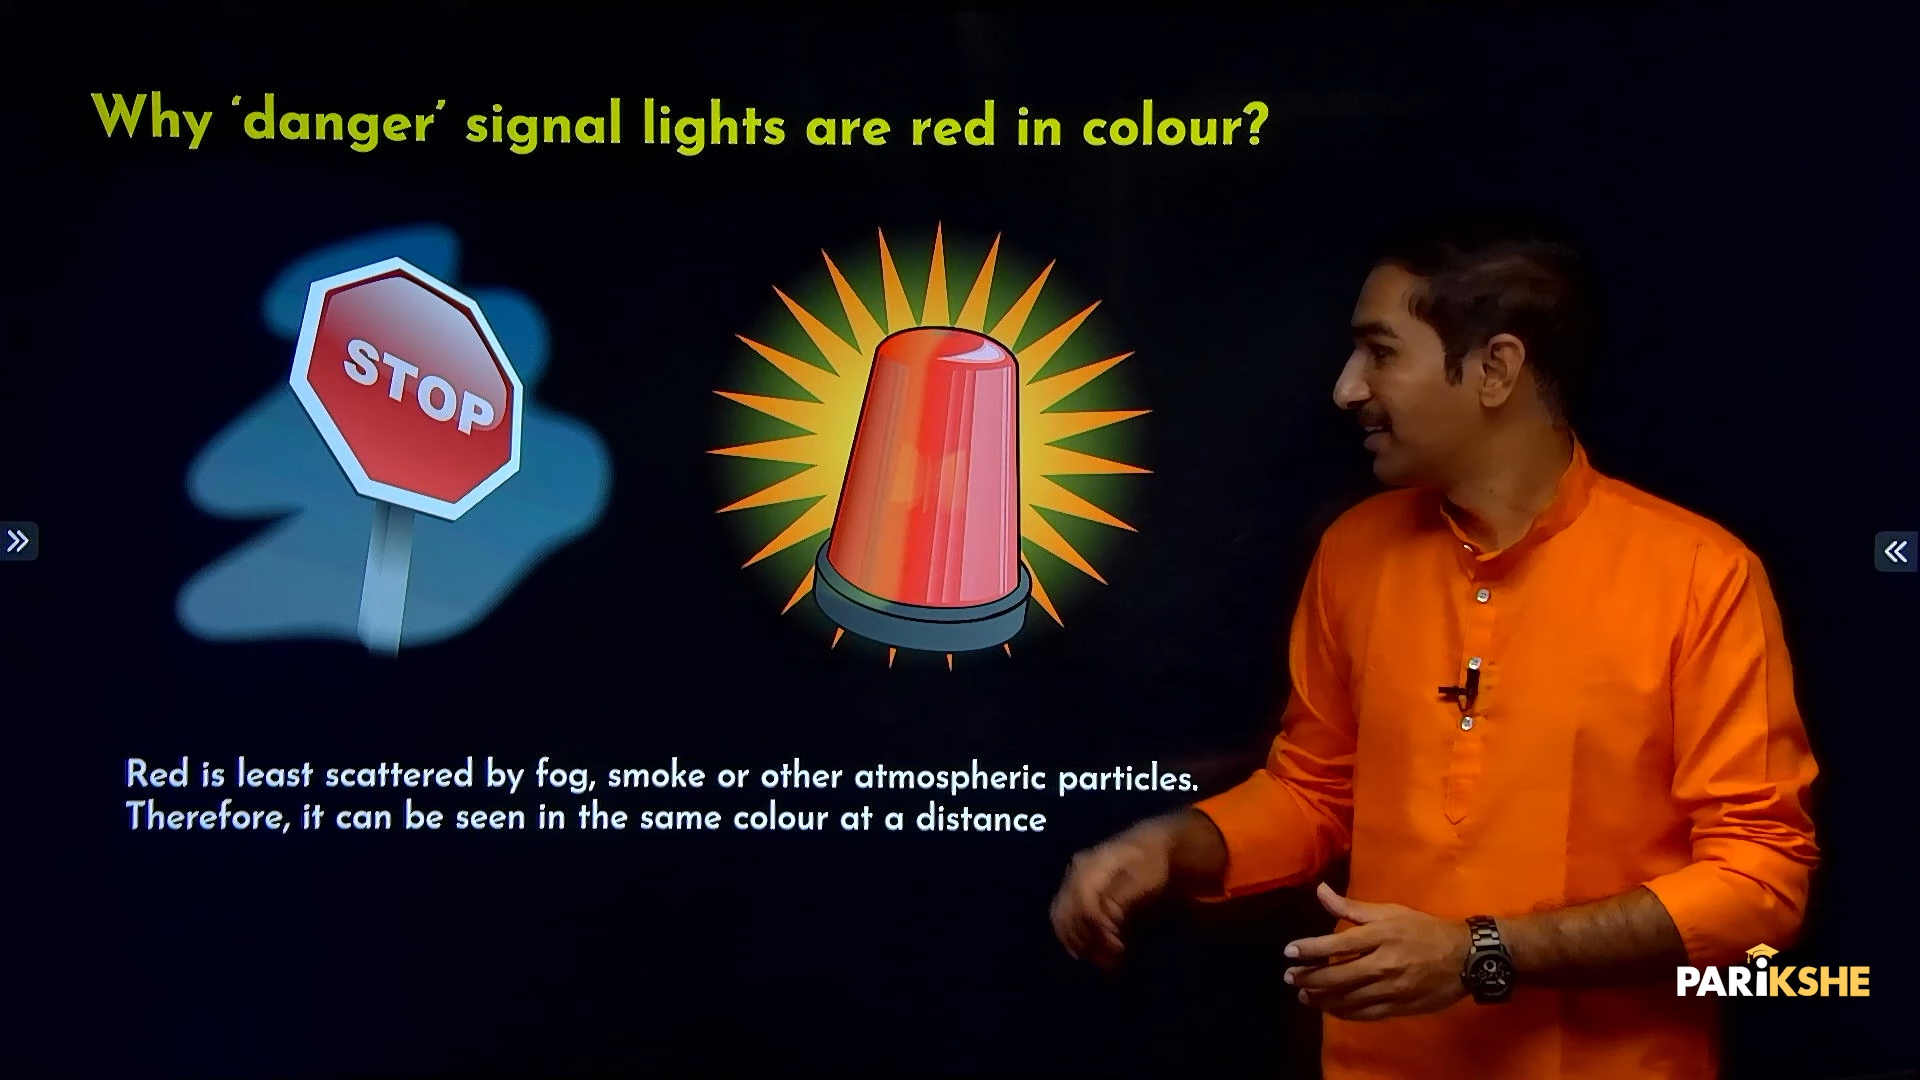 Why ‘danger’ signal lights are red in colour?
STOP
Red is least scattered by fog, smoke or other atmospheric particles.
Therefore, it can be seen in the same colour at a distance
PARiKSHE